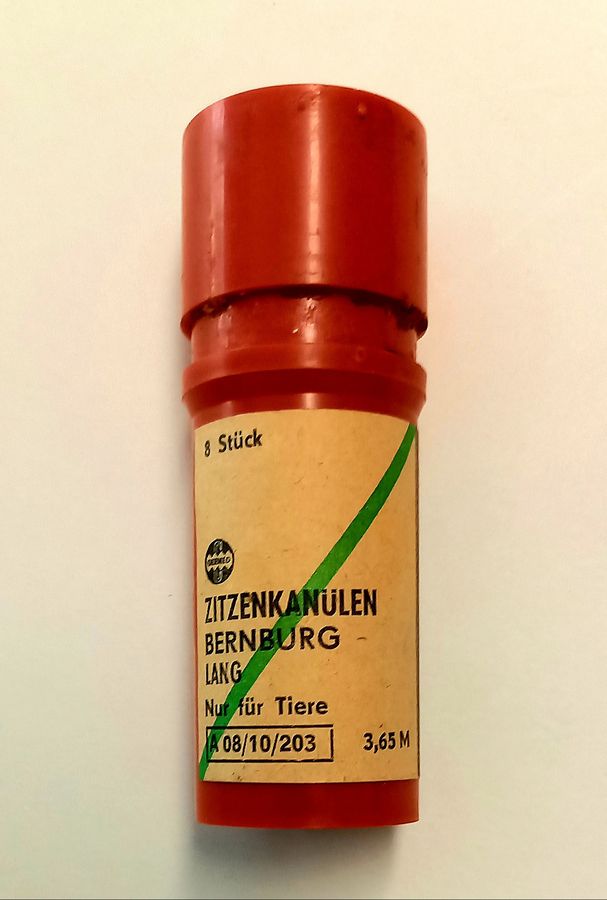 8 Stück
ZITZENKANÜLEN
BERNBURG
LANG
Nur für Tiere
A 08/10/203 3,65 M